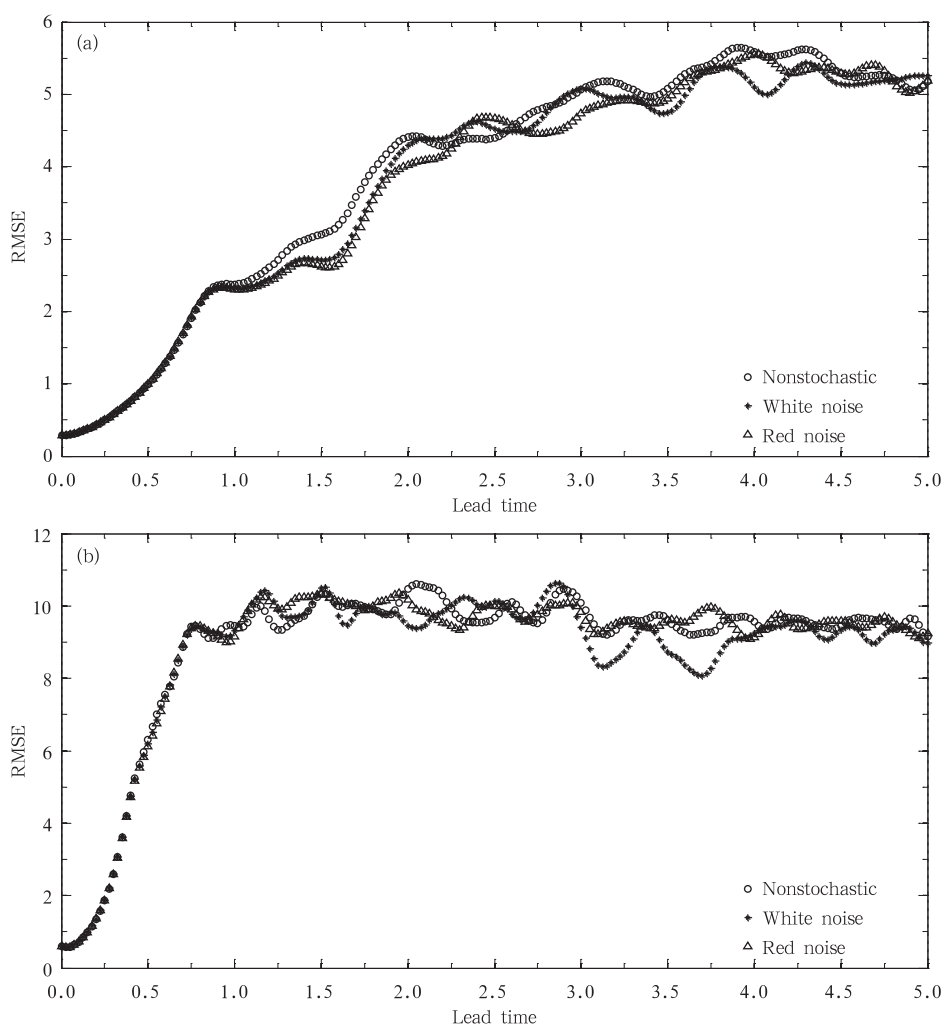 (a)
6
5
4
3
2
1
0
RMSE
Nonstochastic
White noise
Red noise
0.0 0.5 1.0 1.5 2.0 2.5 3.0 3.5 4.0 4.5 5.0
Lead time
(b)
12
10
8
6
4
2
0
RMSE
Nonstochastic
White noise
Red noise
0.0 0.5 1.0 1.5 2.0 2.5 3.0 3.5 4.0 4.5 5.0
Lead time